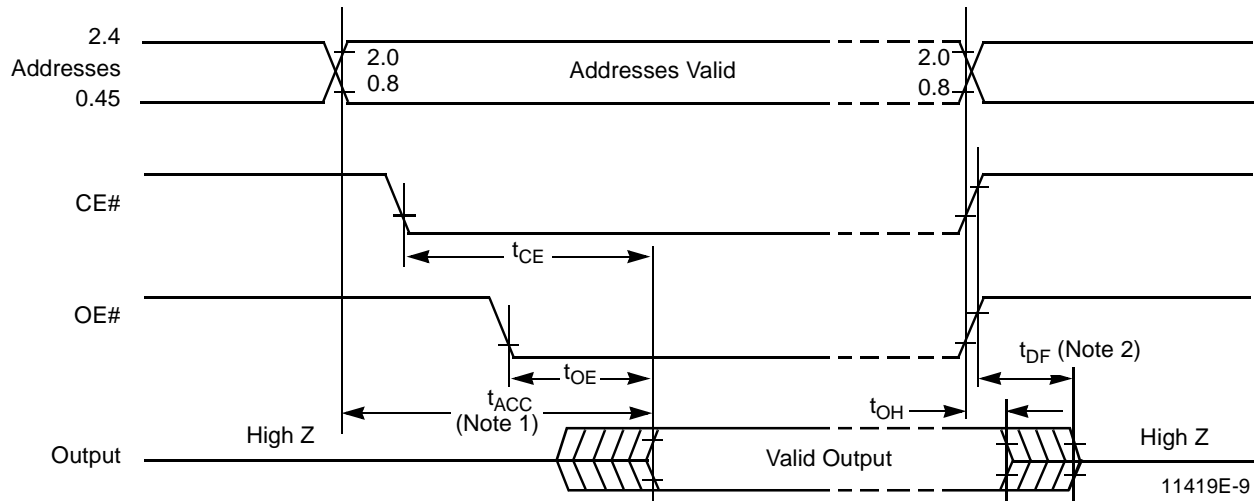 2.4
Addresses
0.45
2.0
0.8
Addresses Valid
2.0
0.8
CE#
tCE
OE#
tOE
tDF (Note 2)
tACC
(Note 1)
tOH
Output
High Z
Valid Output
High Z
11419E-9